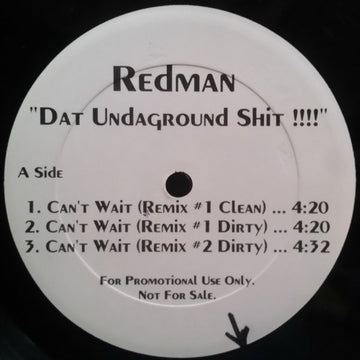 REDMAN
"DAT UNDAGROUND SHIT !!!!"
A SIDE
1. CAN'T WAIT (REMIX #1 CLEAN) ... 4:20
2. CAN'T WAIT (REMIX #1 DIRTY) ... 4:20
3. CAN'T WAIT (REMIX #2 DIRTY) ... 4:32
FOR PROMOTIONAL USE ONLY.
NOT FOR SALE.